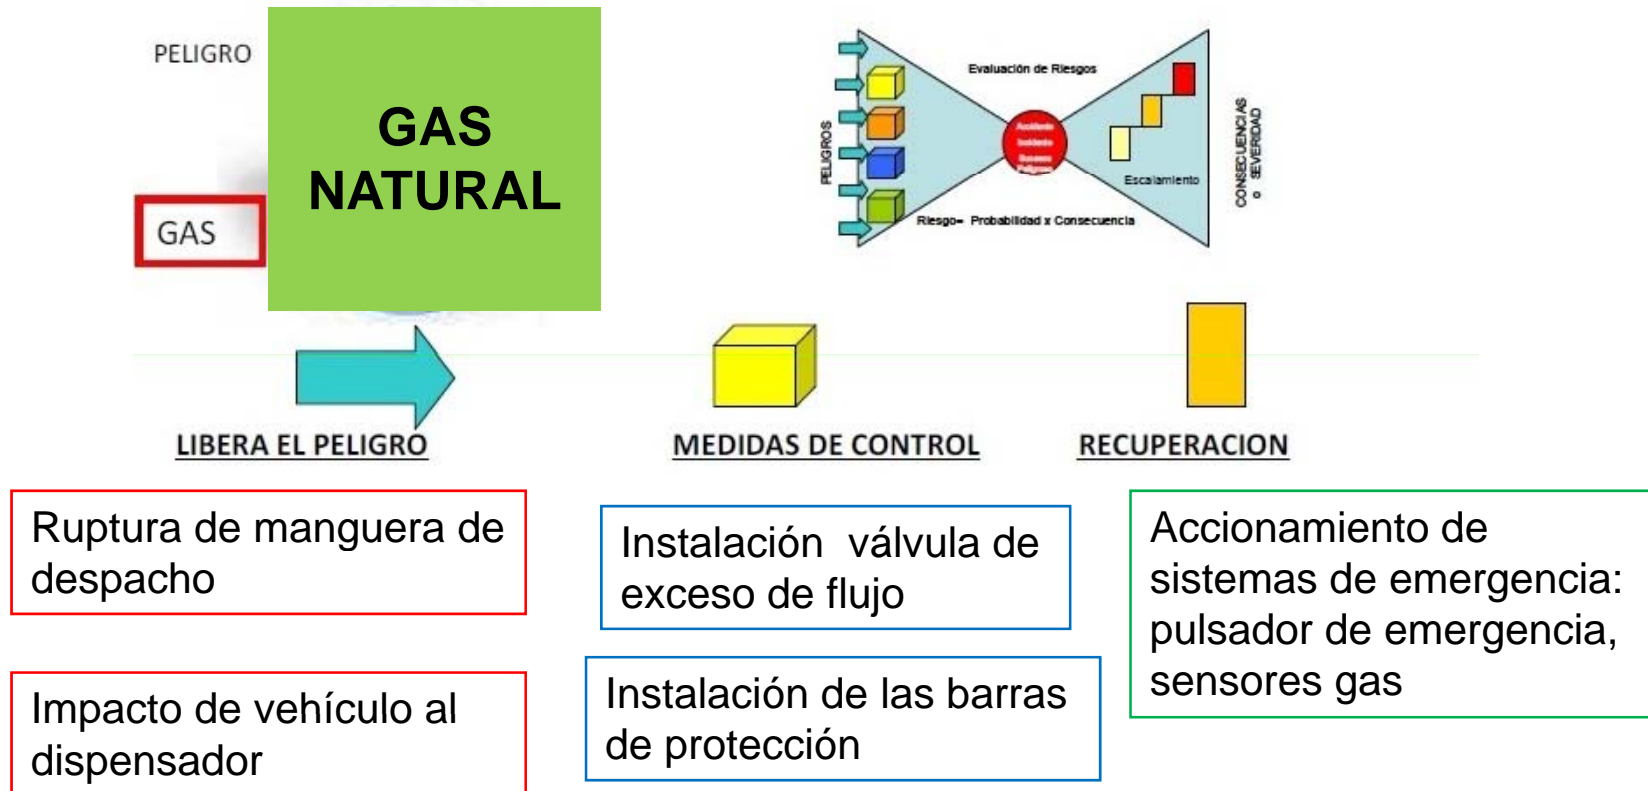 PELIGRO
GAS
NATURAL
GAS
Evaluación de Riesgos
PELIGROS
Accidente
Incidente
Escalamiento
Riesgo= Probabilidad x Consecuencia
CONSECUENCIAS
o SEVERIDAD
LIBERA EL PELIGRO
MEDIDAS DE CONTROL
RECUPERACION
Ruptura de manguera de
despacho
Instalación válvula de
exceso de flujo
Accionamiento de
sistemas de emergencia:
pulsador de emergencia,
sensores gas
Impacto de vehículo al
dispensador
Instalación de las barras
de protección